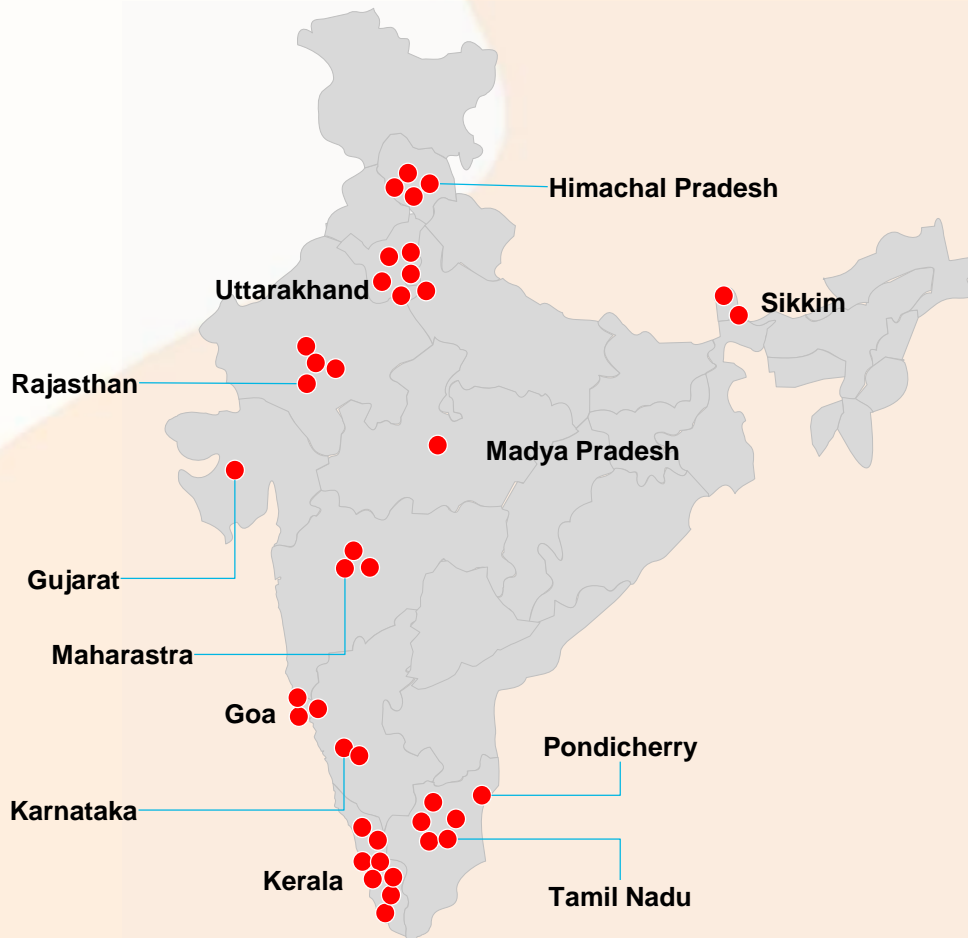 Himachal Pradesh
Uttarakhand
Sikkim
Rajasthan
Madya Pradesh
Gujarat
Maharastra
Goa
Pondicherry
Karnataka
Kerala
Tamil Nadu